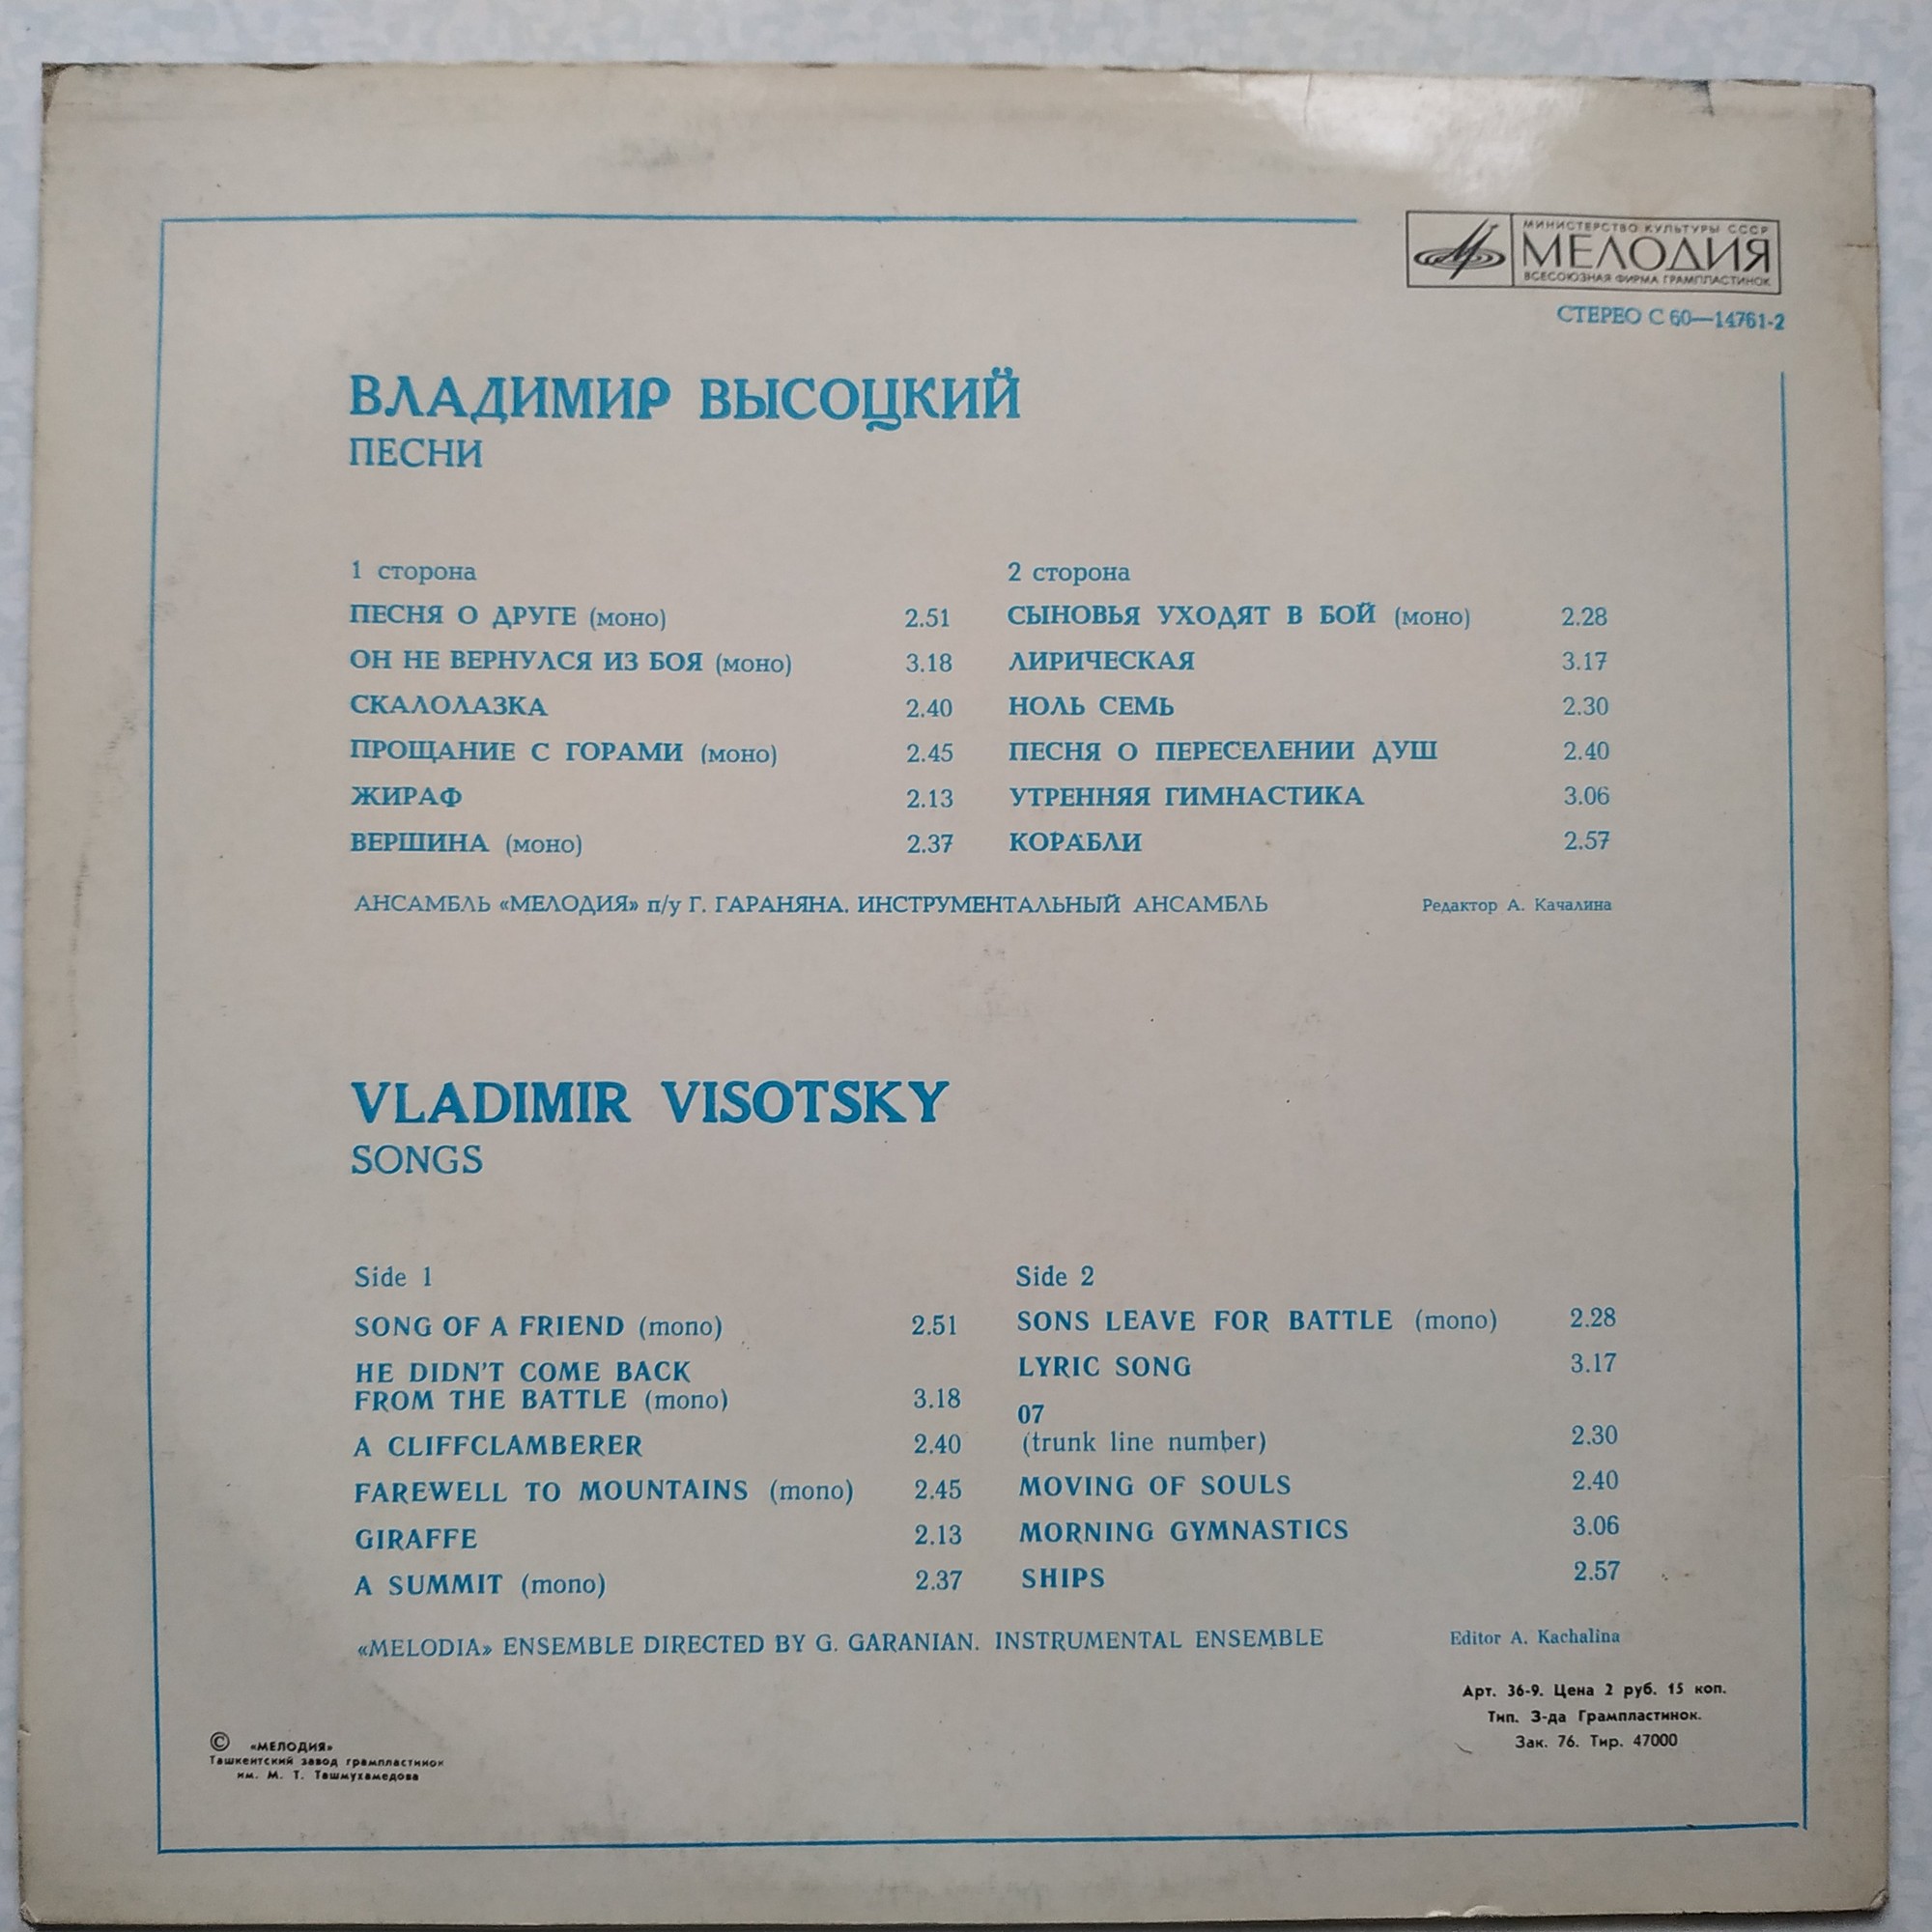 МИНИСТЕРСТВО КУЛЬТУРЫ СССР
МЕЛОДИЯ
ВСЕСОЮЗНАЯ ФИРМА ГРАМПЛАСТИНОК
СТЕРЕО С 60—14761-2
ВЛАДИМИР ВЫСОЦКИЙ
ПЕСНИ
1 сторона
ПЕСНЯ О ДРУГЕ (моно) 2.51
ОН НЕ ВЕРНУЛСЯ ИЗ БОЯ (моно) 3.18
СКАЛОЛАЗКА 2.40
ПРОЩАНИЕ С ГОРАМИ (моно) 2.45
ЖИРАФ 2.13
ВЕРШИНА (моно) 2.37
2 сторона
СЫНОВЬЯ УХОДЯТ В БОЙ (моно) 2.28
ЛИРИЧЕСКАЯ 3.17
НОЛЬ СЕМЬ 2.30
ПЕСНЯ О ПЕРЕСЕЛЕНИИ ДУШ 2.40
УТРЕННЯЯ ГИМНАСТИКА 3.06
КОРАБЛИ 2.57
АНСАМБЛЬ «МЕЛОДИЯ» п/у Г. ГАРАНЯНА. ИНСТРУМЕНТАЛЬНЫЙ АНСАМБЛЬ
Редактор А. Качалина
VLADIMIR VISOTSKY
SONGS
Side 1
SONG OF A FRIEND (mono) 2.51
HE DIDN'T COME BACK
FROM THE BATTLE (mono) 3.18
A CLIFFCLAMBERER 2.40
FAREWELL TO MOUNTAINS (mono) 2.45
GIRAFFE 2.13
A SUMMIT (mono) 2.37
Side 2
SONS LEAVE FOR BATTLE (mono) 2.28
LYRIC SONG 3.17
07
(trunk line number) 2.30
MOVING OF SOULS 2.40
MORNING GYMNASTICS 3.06
SHIPS 2.57
«MELODIA» ENSEMBLE DIRECTED BY G. GARANIAN. INSTRUMENTAL ENSEMBLE
Editor A. Kachalina
Арт. 36-9. Цена 2 руб. 15 коп.
Тип. З-да Грампластинок.
Зак. 76. Тир. 47000
© «МЕЛОДИЯ»
Ташкентский завод грампластинок
им. М. Т. Ташмухамедова